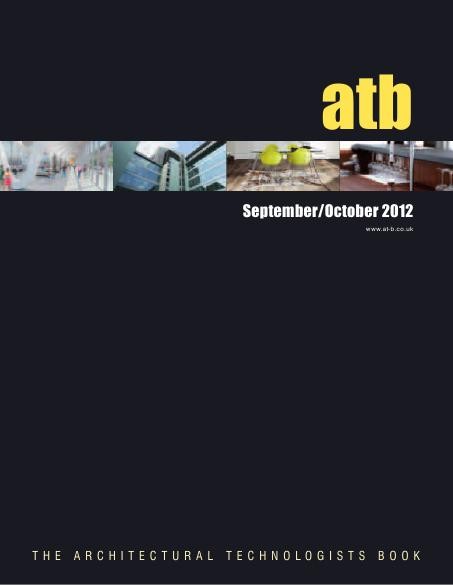 atb
September/October 2012
www.at-b.co.uk
THE ARCHITECTURAL TECHNOLOGISTS BOOK